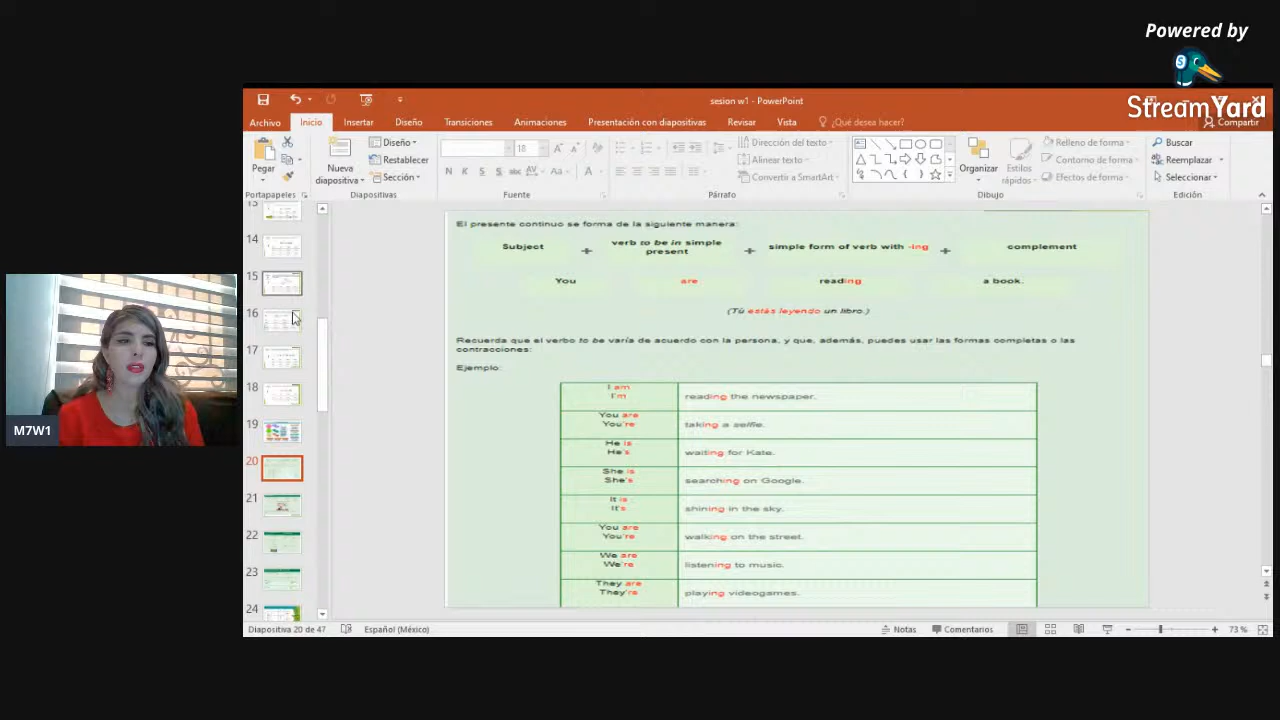 Powered by
StreamYard
sesion w1 - PowerPoint
Archivo Inicio Insertar Diseño Transiciones Animaciones Presentación con diapositivas Revisar Vista ¿Qué desea hacer? Compartir
Pegar
Nueva diapositiva
Diseño
Restablecer
Sección
18
N K S S abc AV Aa A
Dirección del texto
Alinear texto
Convertir a SmartArt
Organizar
Estilos rápidos
Relleno de forma
Contorno de forma
Efectos de forma
Buscar
Reemplazar
Seleccionar
Portapapeles Diapositivas Fuente Párrafo Dibujo Edición
14
15
16
17
18
19
20
21
22
23
24
El presente continuo se forma de la siguiente manera:
Subject + verb to be in simple present + simple form of verb with -ing + complement
You are reading a book.
(Tú estás leyendo un libro.)
Recuerda que el verbo to be varía de acuerdo con la persona, y que, además, puedes usar las formas completas o las
contracciones:
Ejemplo:
I am
I'm
reading the newspaper.
You are
You're
taking a selfie.
He is
He's
waiting for Kate.
She is
She's
searching on Google.
It is
It's
shining in the sky.
You are
You're
walking on the street.
We are
We're
listening to music.
They are
They're
playing videogames.
M7W1
Diapositiva 20 de 47 Español (México) Notas Comentarios 73 %